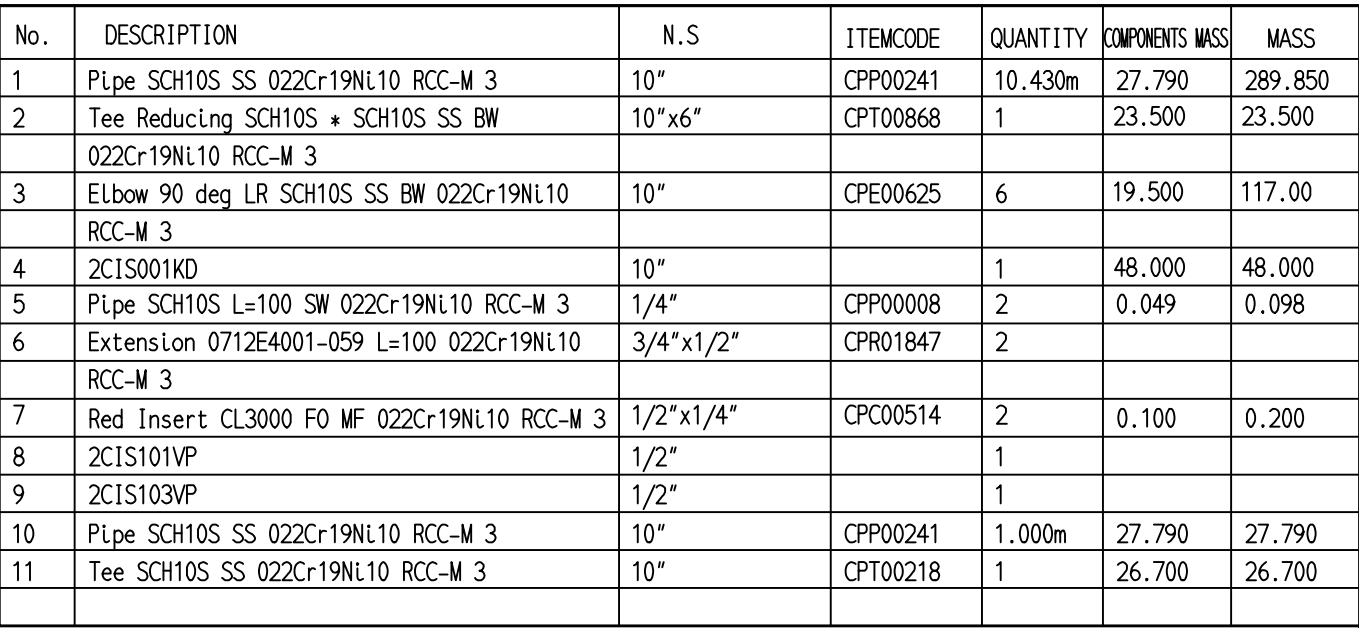 No. DESCRIPTION N.S ITEMCODE QUANTITY COMPONENTS MASS MASS
1 Pipe SCH10S SS 022Cr19Ni10 RCC-M 3 10" CPP00241 10.430m 27.790 289.850
2 Tee Reducing SCH10S * SCH10S SS BW 10"x6" CPT00868 1 23.500 23.500
022Cr19Ni10 RCC-M 3
3 Elbow 90 deg LR SCH10S SS BW 022Cr19Ni10 10" CPE00625 6 19.500 117.00
RCC-M 3
4 2CIS001KD 10" 1 48.000 48.000
5 Pipe SCH10S L=100 SW 022Cr19Ni10 RCC-M 3 1/4" CPP00008 2 0.049 0.098
6 Extension 0712E4001-059 L=100 022Cr19Ni10 3/4"x1/2" CPR01847 2
RCC-M 3
7 Red Insert CL3000 FO MF 022Cr19Ni10 RCC-M 3 1/2"x1/4" CPC00514 2 0.100 0.200
8 2CIS101VP 1/2" 1
9 2CIS103VP 1/2" 1
10 Pipe SCH10S SS 022Cr19Ni10 RCC-M 3 10" CPP00241 1.000m 27.790 27.790
11 Tee SCH10S SS 022Cr19Ni10 RCC-M 3 10" CPT00218 1 26.700 26.700